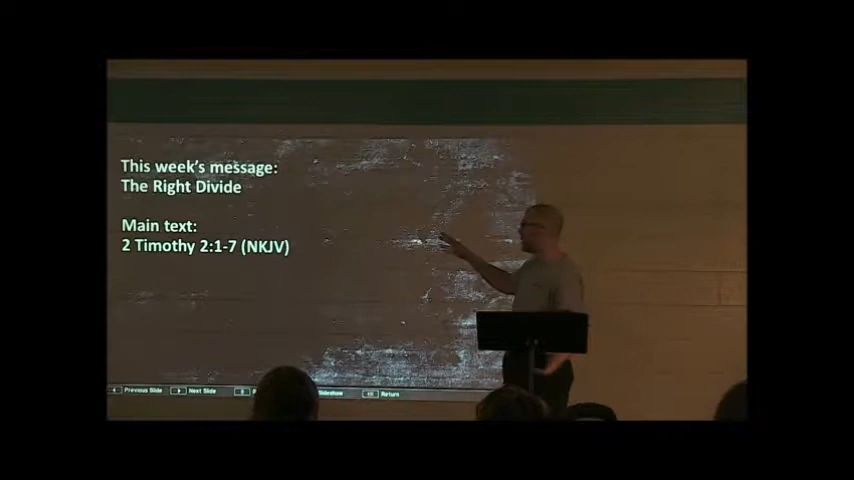 This week's message:
The Right Divide
Main text:
2 Timothy 2:1-7 (NKJV)
Previous Slide
Next Slide
Slideshow
Return